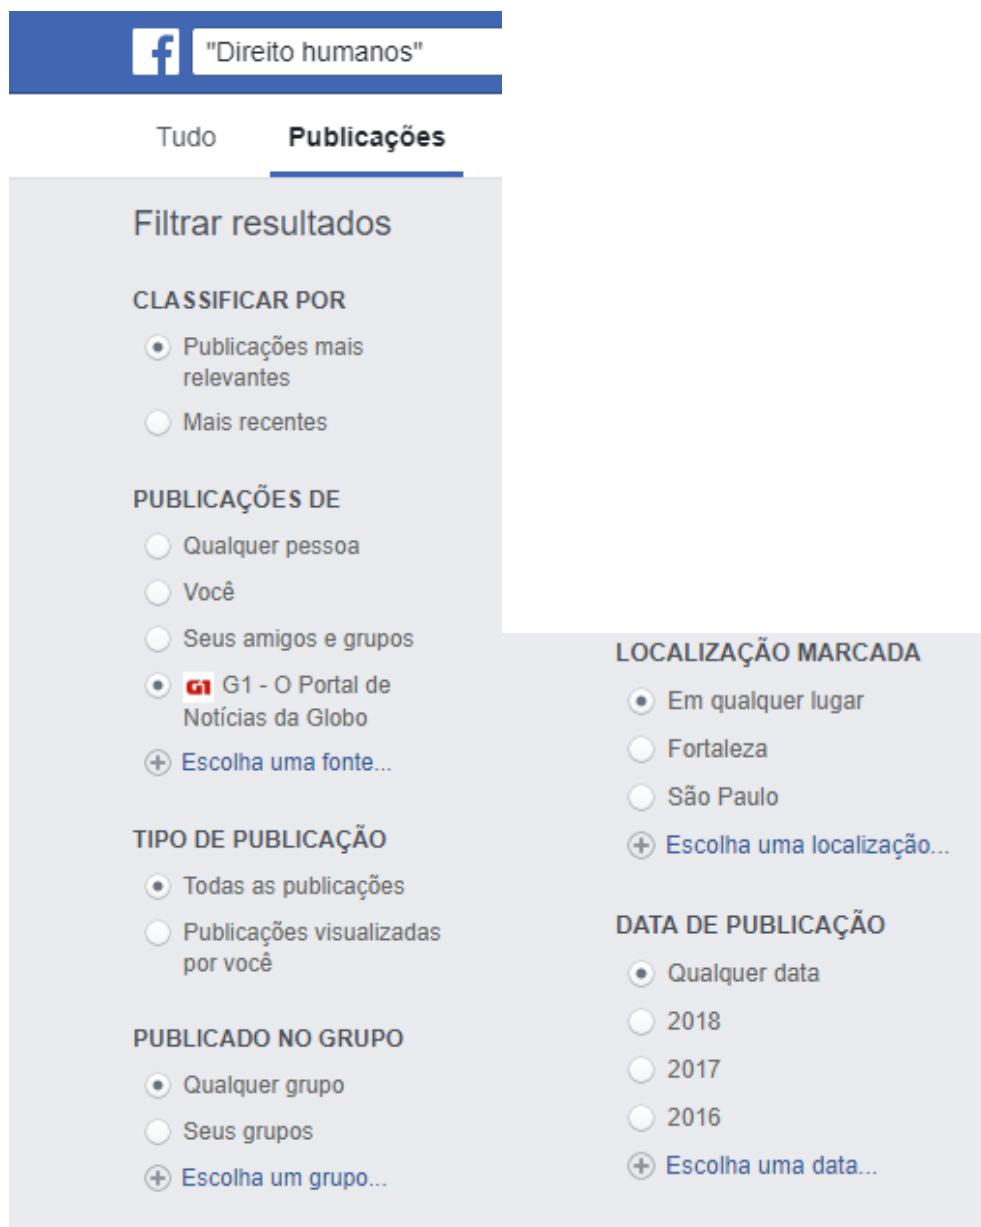 "Direito humanos"
Tudo Publicações
Filtrar resultados
CLASSIFICAR POR
Publicações mais
relevantes
Mais recentes
PUBLICAÇÕES DE
Qualquer pessoa
Você
Seus amigos e grupos
G1 G1 - O Portal de
Notícias da Globo
Escolha uma fonte...
TIPO DE PUBLICAÇÃO
Todas as publicações
Publicações visualizadas
por você
PUBLICADO NO GRUPO
Qualquer grupo
Seus grupos
Escolha um grupo...
LOCALIZAÇÃO MARCADA
Em qualquer lugar
Fortaleza
São Paulo
Escolha uma localização...
DATA DE PUBLICAÇÃO
Qualquer data
2018
2017
2016
Escolha uma data...